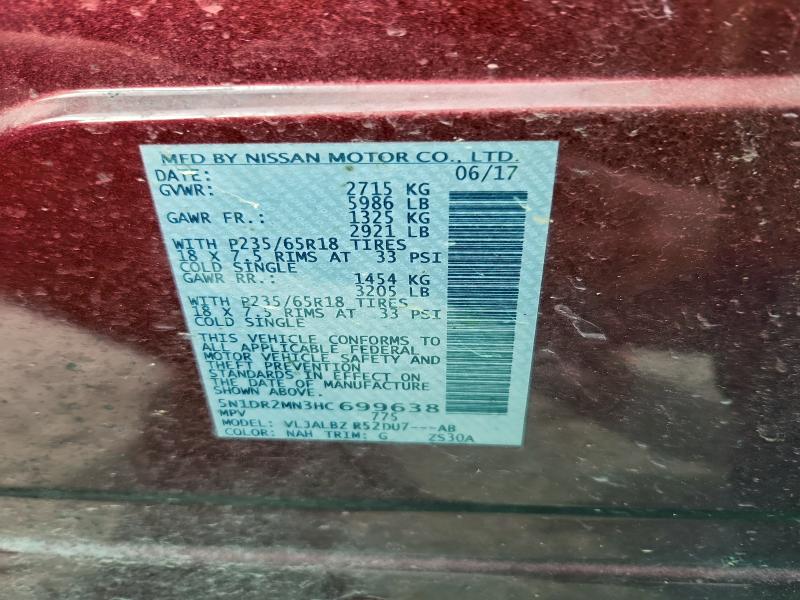 MFD BY NISSAN MOTOR CO., LTD.
DATE: 06/17
GVWR: 2715 KG
5986 LB
GAWR FR.: 1325 KG
2921 LB
WITH P235/65R18 TIRES
18 X 7.5 RIMS AT 33 PSI
COLD SINGLE
GAWR RR.: 1454 KG
3205 LB
WITH P235/65R18 TIRES
18 X 7.5 RIMS AT 33 PSI
COLD SINGLE
THIS VEHICLE CONFORMS TO
ALL APPLICABLE FEDERAL
MOTOR VEHICLE SAFETY AND
THEFT PREVENTION
STANDARDS IN EFFECT ON
THE DATE OF MANUFACTURE
SHOWN ABOVE.
5N1DR2MN3HC699638
MPV 775
MODEL: VLJALBZ R52DU7---AB
COLOR: NAH TRIM: G ZS30A